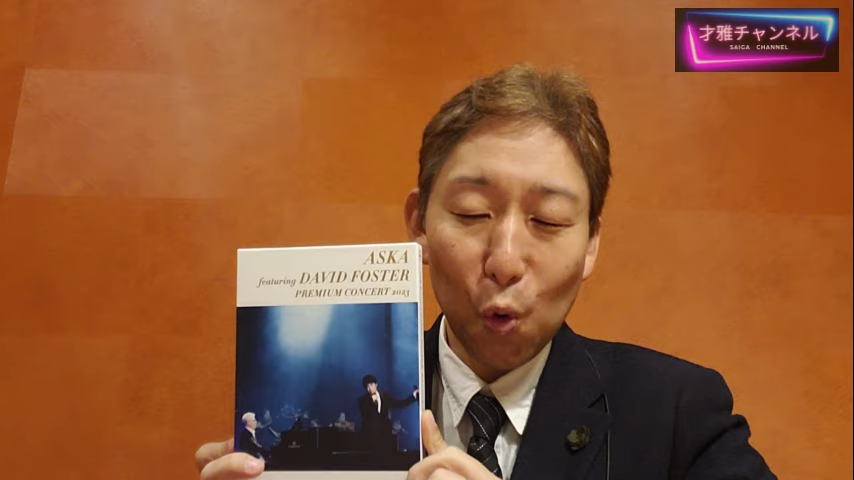 才雅チャンネル
SAIGA CHANNEL
ASKA
featuring DAVID FOSTER
PREMIUM CONCERT 2023